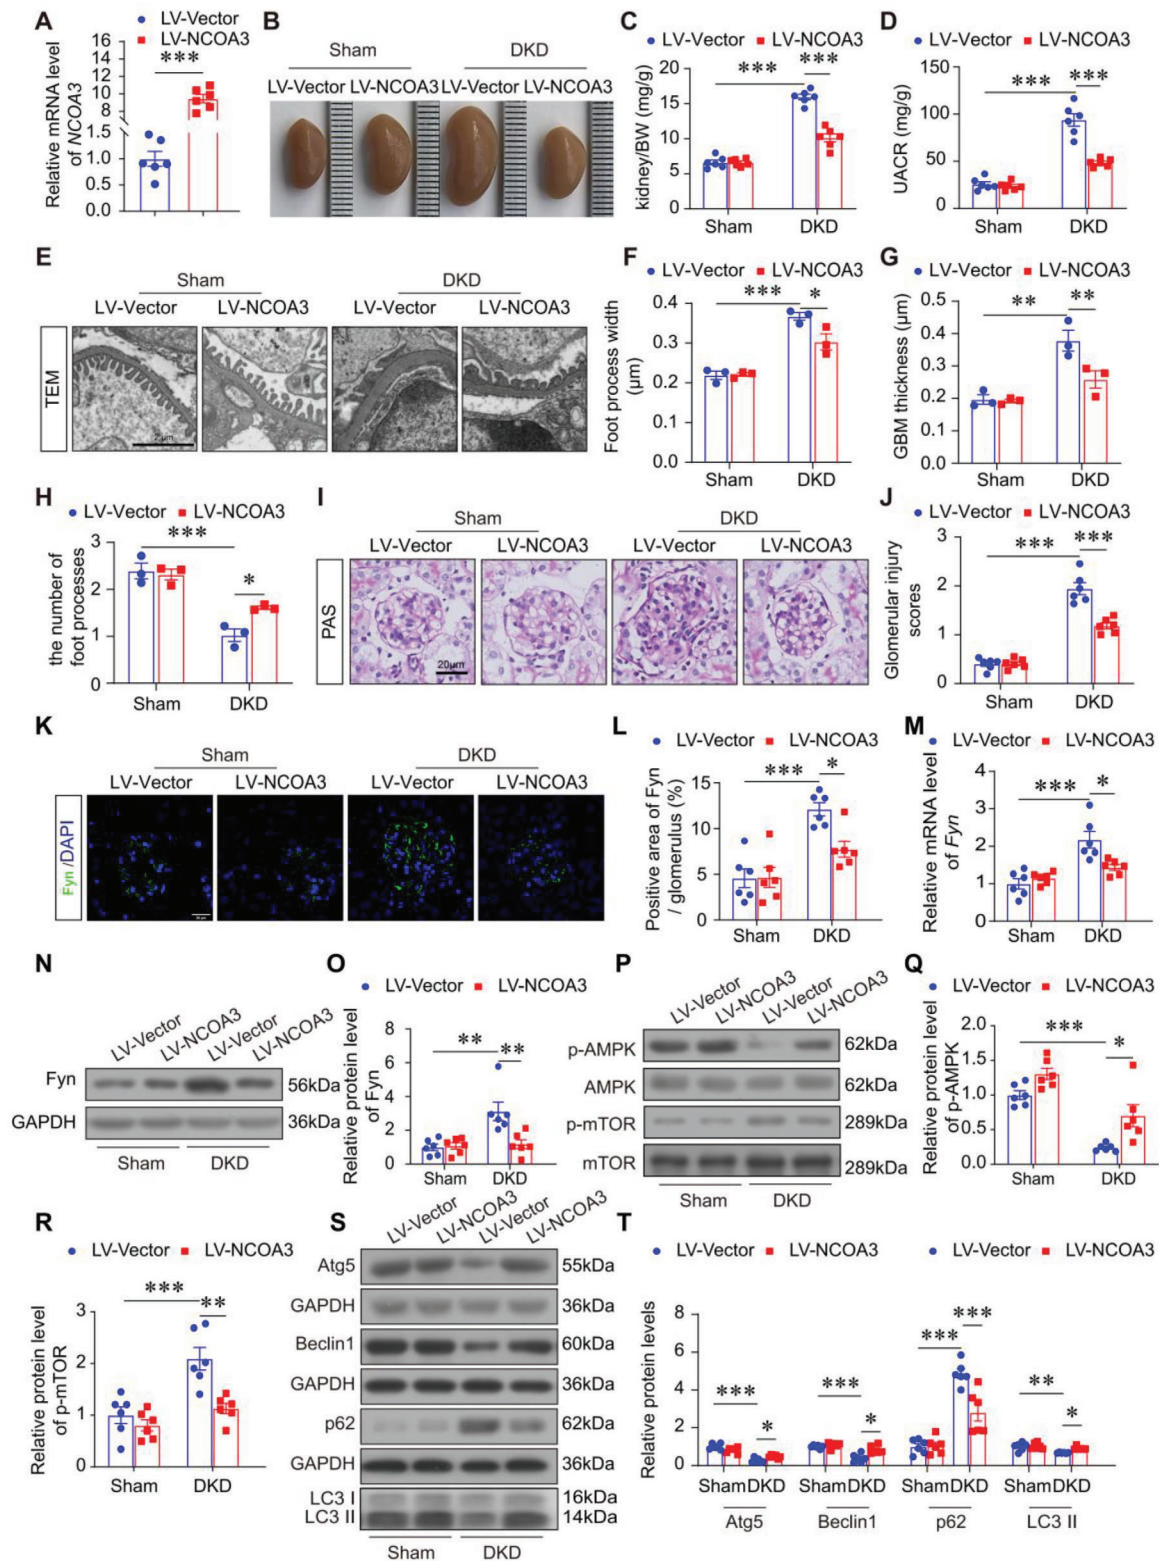 A
LV-Vector
LV-NCOA3
Relative mRNA level
of NCOA3
16
14
12
10
8
6
1.5
1.0
0.5
0.0
***
B
Sham
DKD
LV-Vector LV-NCOA3 LV-Vector LV-NCOA3
C
LV-Vector LV-NCOA3
kidney/BW (mg/g)
20
15
10
5
0
*** ***
Sham DKD
D
LV-Vector LV-NCOA3
UACR (mg/g)
150
100
50
0
*** ***
Sham DKD
E
Sham
DKD
LV-Vector LV-NCOA3 LV-Vector LV-NCOA3
TEM
2 μm
F
LV-Vector LV-NCOA3
Foot process width
(μm)
0.4
0.2
0.0
*** *
Sham DKD
G
LV-Vector LV-NCOA3
GBM thickness (μm)
0.5
0.4
0.3
0.2
0.1
0.0
** **
Sham DKD
H
LV-Vector LV-NCOA3
the number of
foot processes
3
2
1
0
*** *
Sham DKD
I
Sham
DKD
LV-Vector LV-NCOA3 LV-Vector LV-NCOA3
PAS
20μm
J
LV-Vector LV-NCOA3
Glomerular injury
scores
3
2
1
0
*** ***
Sham DKD
K
Sham
DKD
LV-Vector LV-NCOA3 LV-Vector LV-NCOA3
Fyn /DAPI
L
LV-Vector LV-NCOA3
Positive area of Fyn
/ glomerulus (%)
15
10
5
0
*** *
Sham DKD
M
LV-Vector LV-NCOA3
Relative mRNA level
of Fyn
4
3
2
1
0
*** *
Sham DKD
N
LV-Vector LV-NCOA3 LV-Vector LV-NCOA3
Fyn 56kDa
GAPDH 36kDa
Sham DKD
O
LV-Vector LV-NCOA3
Relative protein level
of Fyn
8
6
4
2
0
** **
Sham DKD
P
LV-Vector LV-NCOA3 LV-Vector LV-NCOA3
p-AMPK 62kDa
AMPK 62kDa
p-mTOR 289kDa
mTOR 289kDa
Sham DKD
Q
LV-Vector LV-NCOA3
Relative protein level
of p-AMPK
2.0
1.5
1.0
0.5
0.0
*** *
Sham DKD
R
LV-Vector LV-NCOA3
Relative protein level
of p-mTOR
3
2
1
0
*** **
Sham DKD
S
LV-Vector LV-NCOA3 LV-Vector LV-NCOA3
Atg5 55kDa
GAPDH 36kDa
Beclin1 60kDa
GAPDH 36kDa
p62 62kDa
GAPDH 36kDa
LC3 I 16kDa
LC3 II 14kDa
Sham DKD
T
LV-Vector LV-NCOA3 LV-Vector LV-NCOA3
Relative protein levels
8
6
4
2
0
*** * *** * *** *** ** *
Sham DKD Sham DKD Sham DKD Sham DKD
Atg5 Beclin1 p62 LC3 II